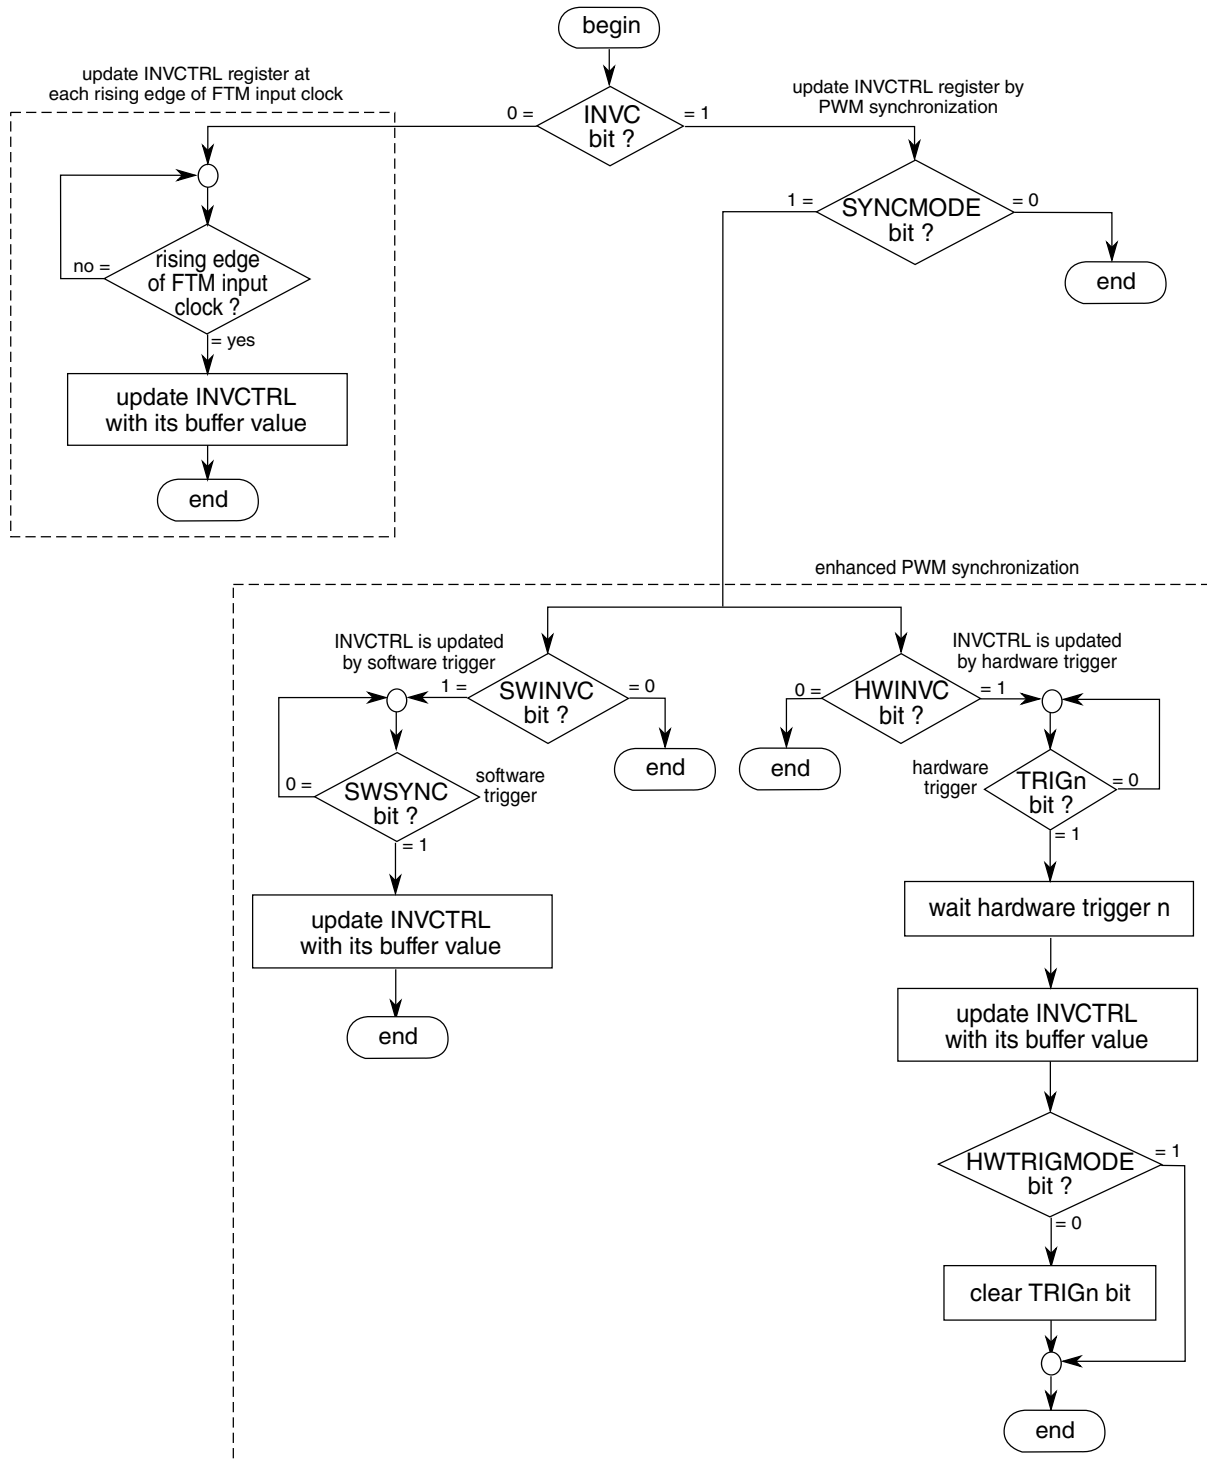 begin
update INVCTRL register at
each rising edge of FTM input clock
0 =
INVC
bit ?
= 1
update INVCTRL register by
PWM synchronization
1 =
SYNCMODE
bit ?
= 0
end
no =
rising edge
of FTM input
clock ?
= yes
update INVCTRL
with its buffer value
end
enhanced PWM synchronization
INVCTRL is updated
by software trigger
1 =
SWINVC
bit ?
= 0
end
INVCTRL is updated
by hardware trigger
0 =
HWINVC
bit ?
= 1
end
0 =
SWSYNC
bit ?
software
trigger
= 1
update INVCTRL
with its buffer value
end
hardware
trigger
TRIGn
bit ?
= 0
= 1
wait hardware trigger n
update INVCTRL
with its buffer value
HWTRIGMODE
bit ?
= 1
= 0
clear TRIGn bit
end